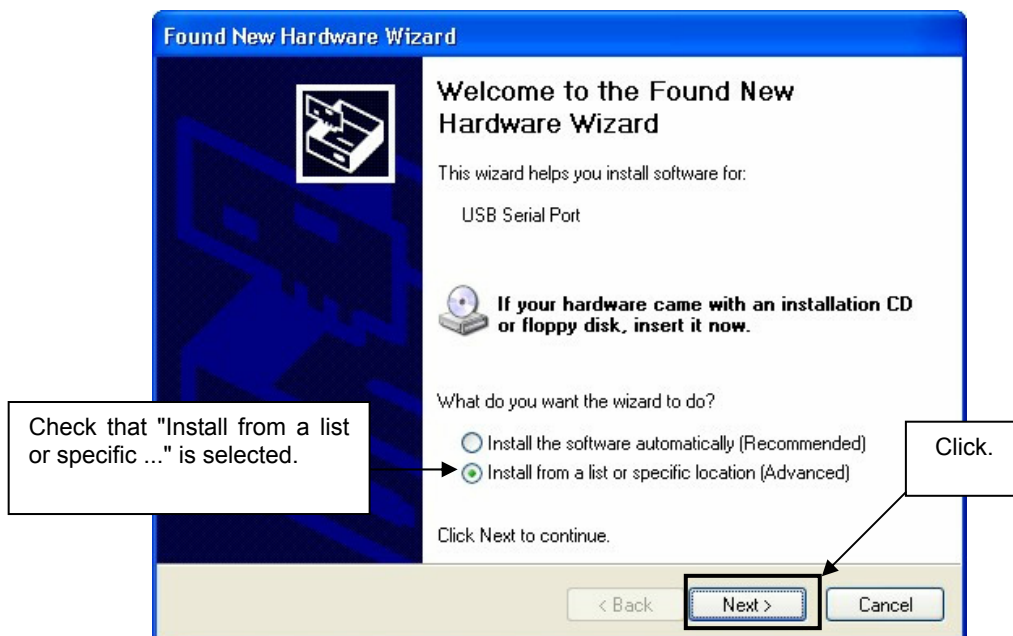 Found New Hardware Wizard
Welcome to the Found New
Hardware Wizard
This wizard helps you install software for:
USB Serial Port
If your hardware came with an installation CD
or floppy disk, insert it now.
What do you want the wizard to do?
Install the software automatically (Recommended)
Install from a list or specific location (Advanced)
Check that "Install from a list
or specific ..." is selected.
Click.
Click Next to continue.
< Back
Next >
Cancel